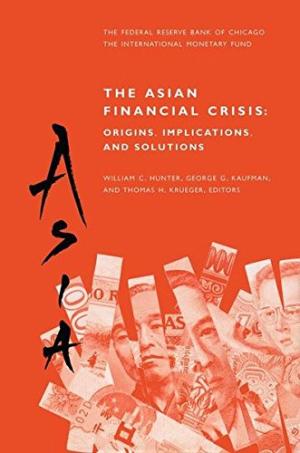 THE FEDERAL RESERVE BANK OF CHICAGO
THE INTERNATIONAL MONETARY FUND
THE ASIAN
FINANCIAL CRISIS:
ORIGINS, IMPLICATIONS,
AND SOLUTIONS
WILLIAM C. HUNTER, GEORGE G. KAUFMAN,
AND THOMAS H. KRUEGER, EDITORS
ASIA